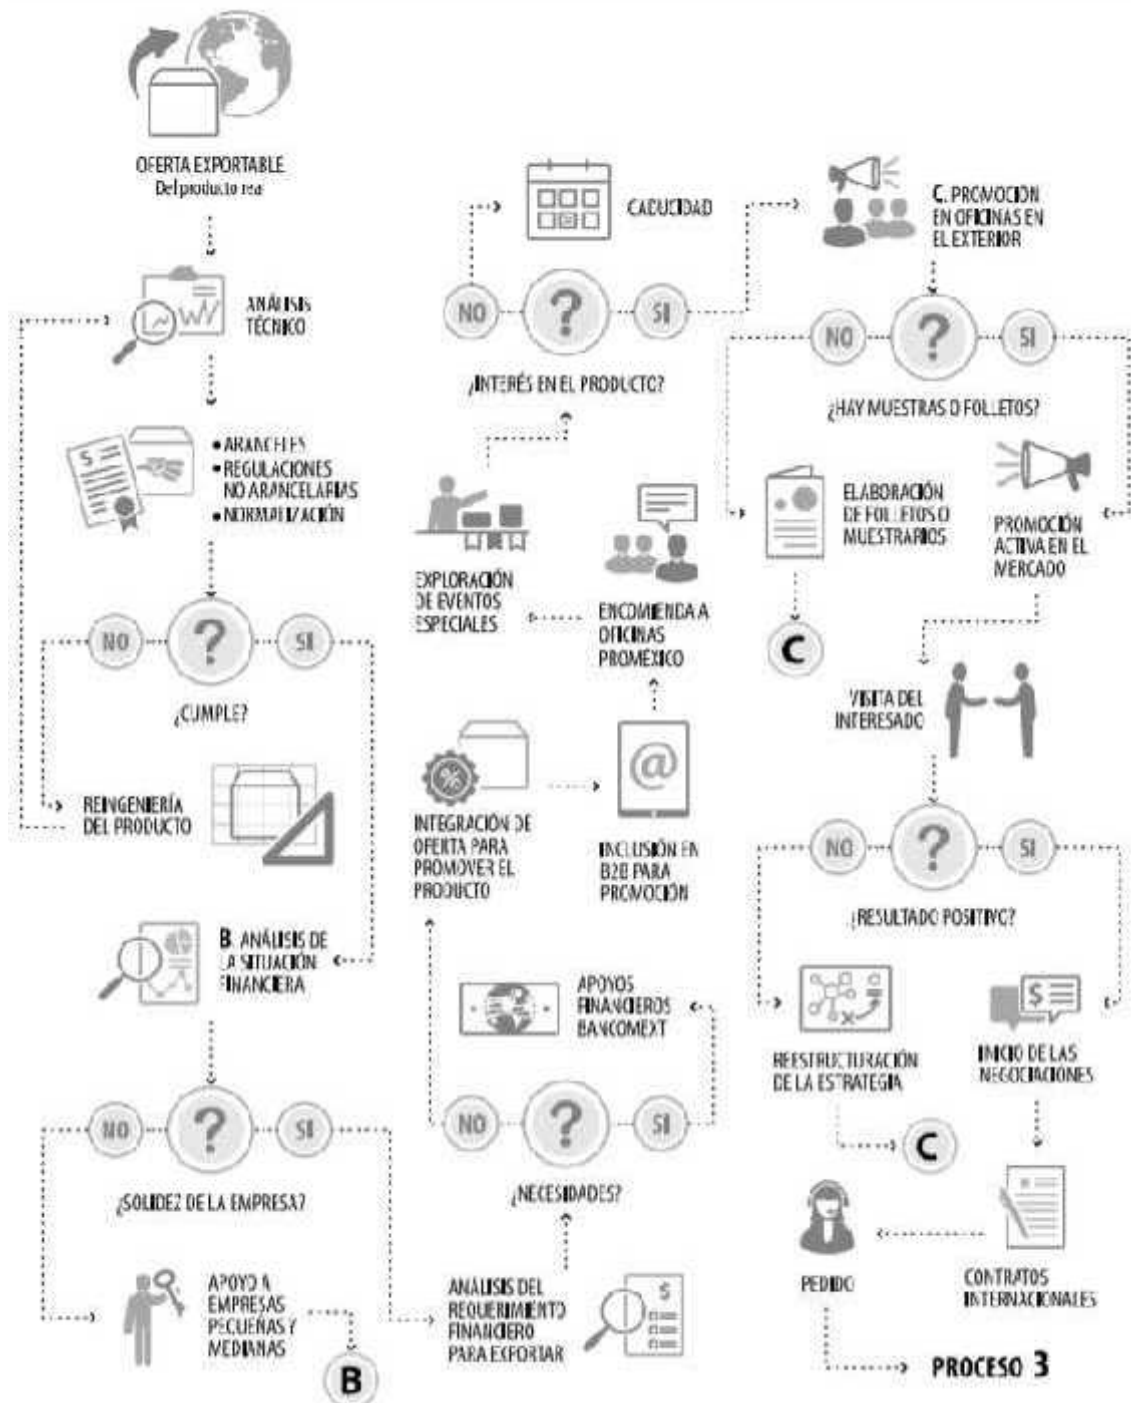 OFERTA EXPORTABLE
Del producto rea
ANÁLISIS
TÉCNICO
• ARANCELES
• REGULACIONES
NO ARANCELARIAS
• NORMALIZACIÓN
NO
?
SI
¿CUMPLE?
REINGENIERÍA
DEL PRODUCTO
B. ANÁLISIS DE
LA SITUACIÓN
FINANCIERA
NO
?
SI
¿SOLIDEZ DE LA EMPRESA?
APOYO A
EMPRESAS
PEQUEÑAS Y
MEDIANAS
B
ANÁLISIS DEL
REQUERIMIENTO
FINANCIERO
PARA EXPORTAR
$
NO
?
SI
¿NECESIDADES?
APOYOS
FINANCIEROS
BANCOMEXT
INTEGRACIÓN DE
OFERTA PARA
PROMOVER EL
PRODUCTO
%
@
INCLUSIÓN EN
B2B PARA
PROMOCIÓN
ENCOMIENDA A
OFICINAS
PROMÉXICO
EXPLORACIÓN
DE EVENTOS
ESPECIALES
NO
?
SI
¿INTERÉS EN EL PRODUCTO?
CADUCIDAD
C. PROMOCIÓN
EN OFICINAS EN
EL EXTERIOR
NO
?
SI
¿HAY MUESTRAS O FOLLETOS?
ELABORACIÓN
DE FOLLETOS O
MUESTRARIOS
C
PROMOCIÓN
ACTIVA EN EL
MERCADO
VISITA DEL
INTERESADO
NO
?
SI
¿RESULTADO POSITIVO?
REESTRUCTURACIÓN
DE LA ESTRATEGIA
C
$
INICIO DE LAS
NEGOCIACIONES
CONTRATOS
INTERNACIONALES
PEDIDO
PROCESO 3